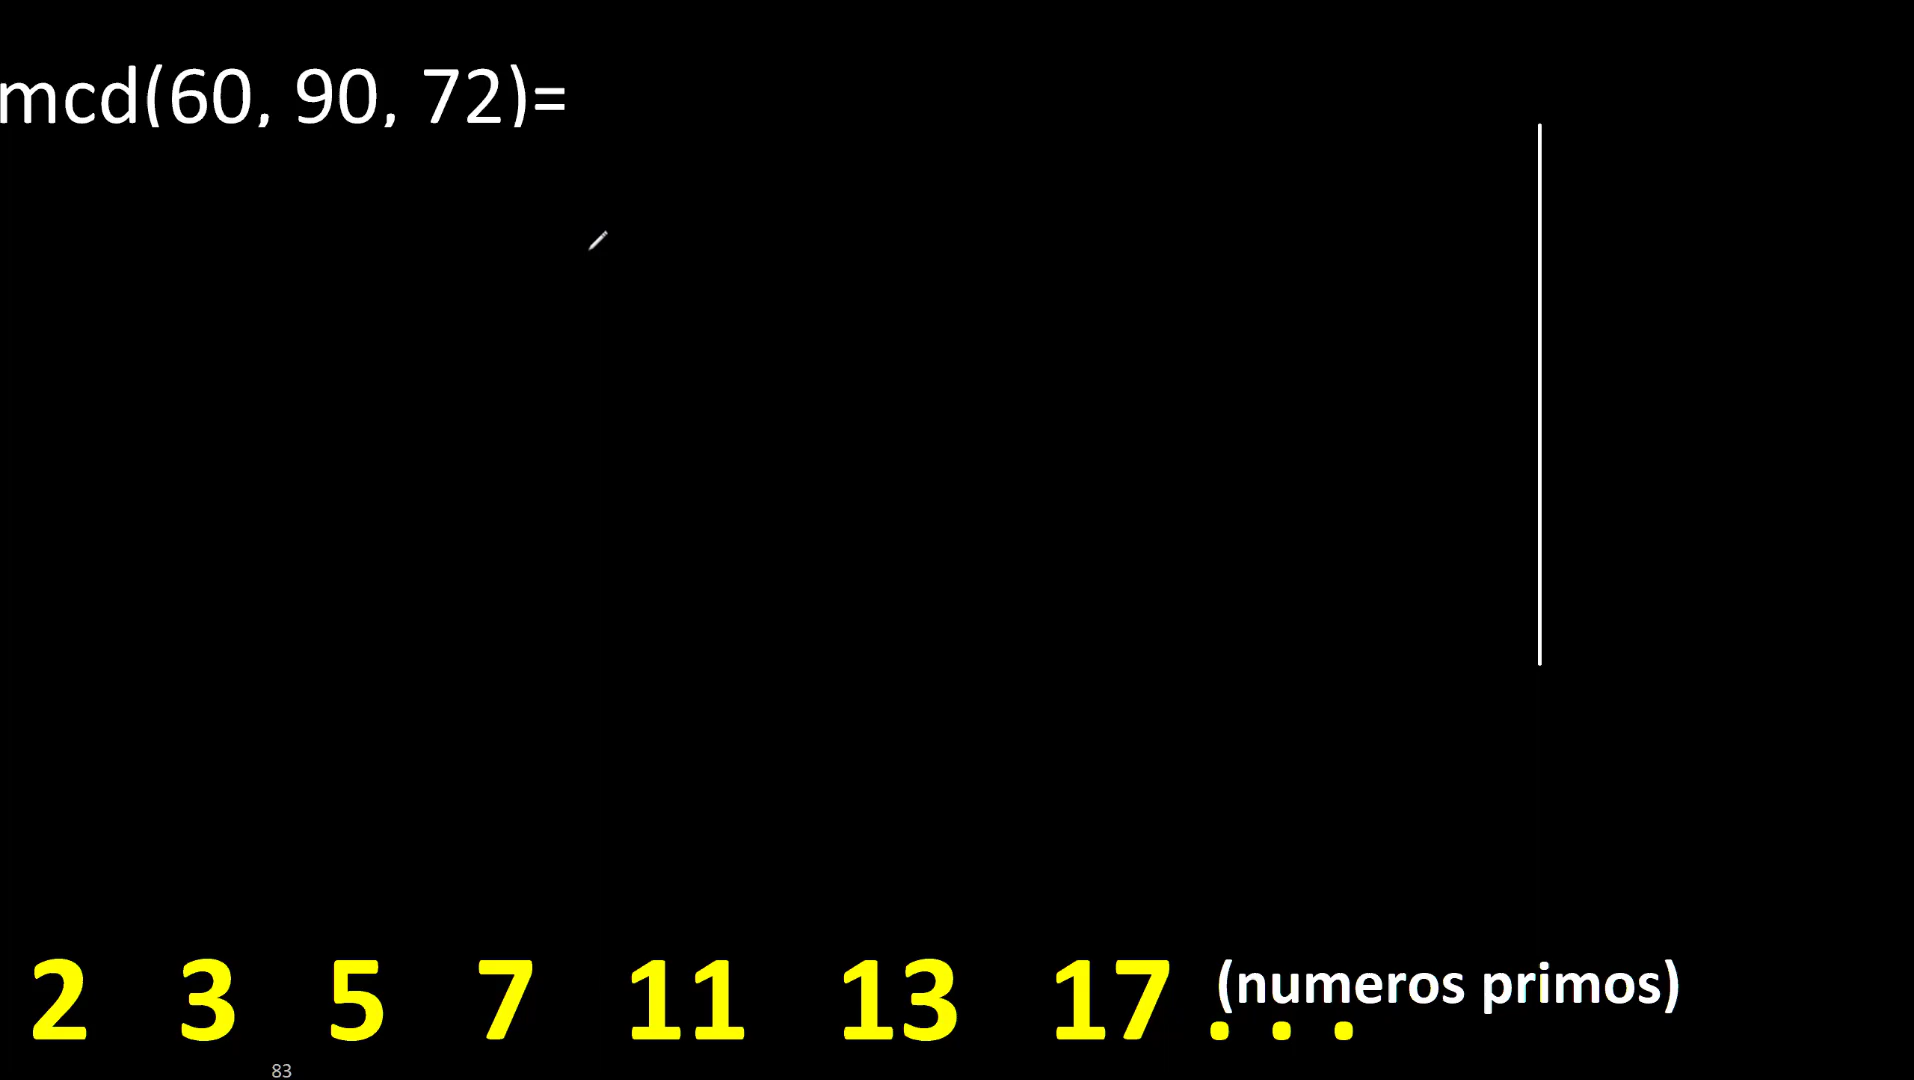 mcd(60, 90, 72)=
2 3 5 7 11 13 17 . . . (numeros primos)
83